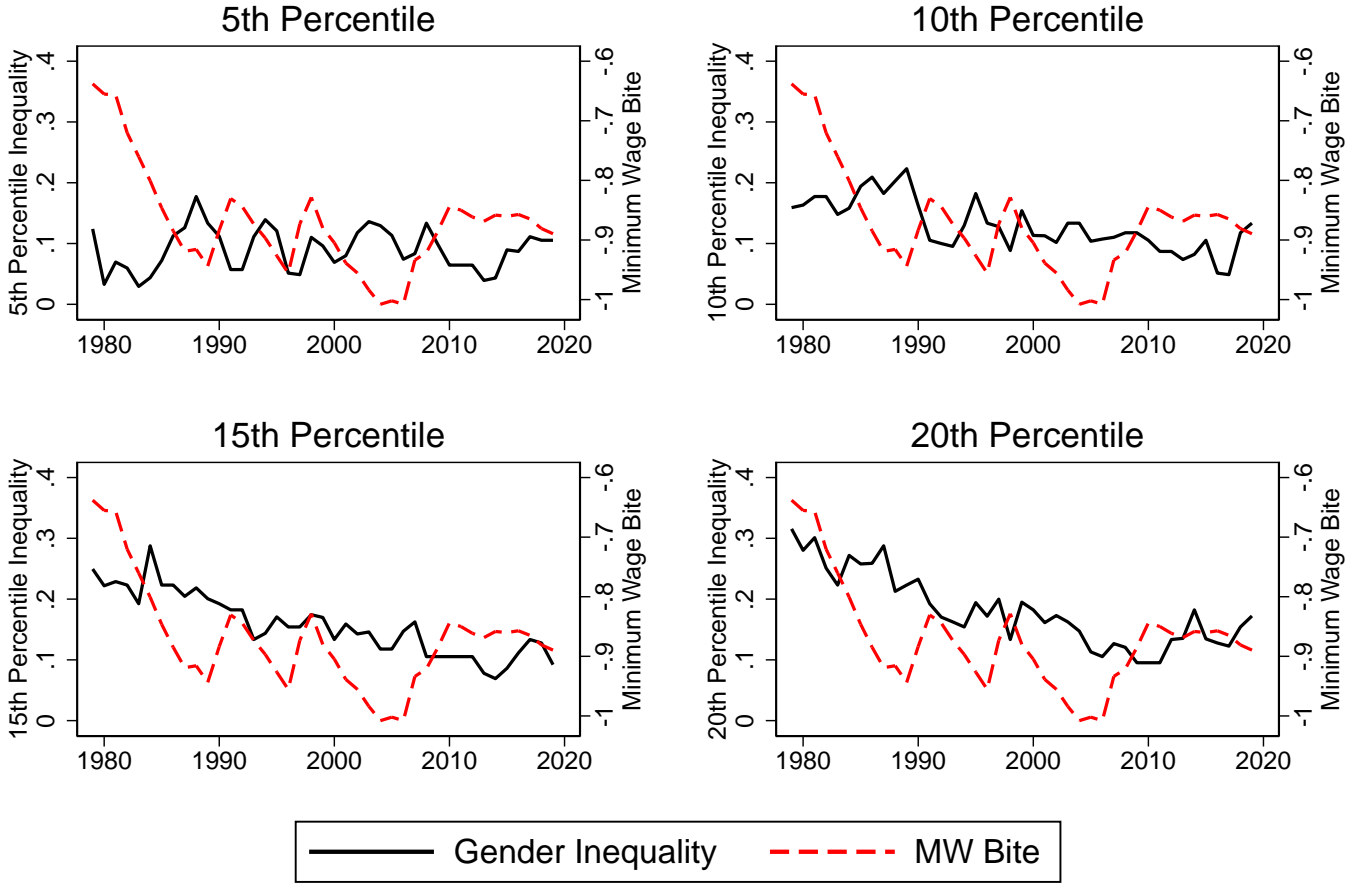 5th Percentile
5th Percentile Inequality
0 .1 .2 .3 .4
Minimum Wage Bite
-1 -.9 -.8 -.7 -.6
1980 1990 2000 2010 2020
10th Percentile
10th Percentile Inequality
0 .1 .2 .3 .4
Minimum Wage Bite
-1 -.9 -.8 -.7 -.6
1980 1990 2000 2010 2020
15th Percentile
15th Percentile Inequality
0 .1 .2 .3 .4
Minimum Wage Bite
-1 -.9 -.8 -.7 -.6
1980 1990 2000 2010 2020
20th Percentile
20th Percentile Inequality
0 .1 .2 .3 .4
Minimum Wage Bite
-1 -.9 -.8 -.7 -.6
1980 1990 2000 2010 2020
Gender Inequality MW Bite